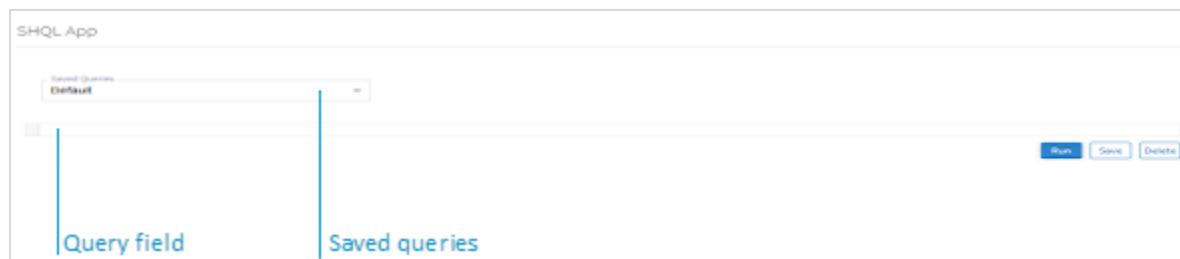 SHQL App
Saved Queries
Default
Run Save Delete
Query field Saved queries